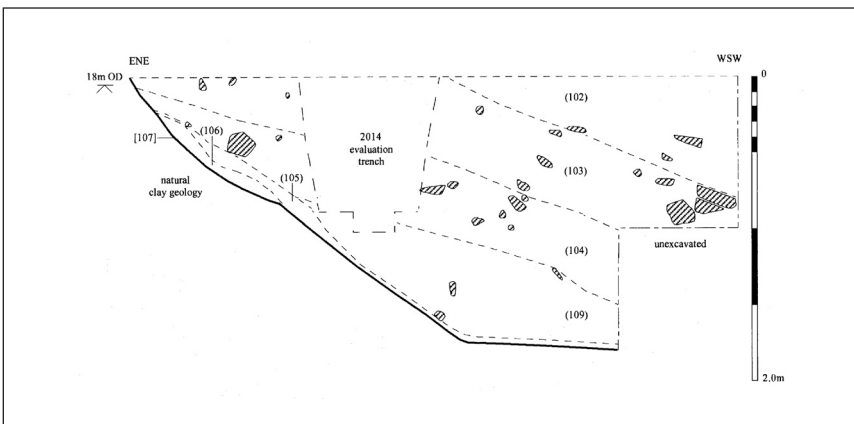 ENE
WSW
18m OD
0
(102)
[107]
(106)
2014
evaluation
trench
(103)
natural
clay geology
(105)
(104)
unexcavated
(109)
2.0m